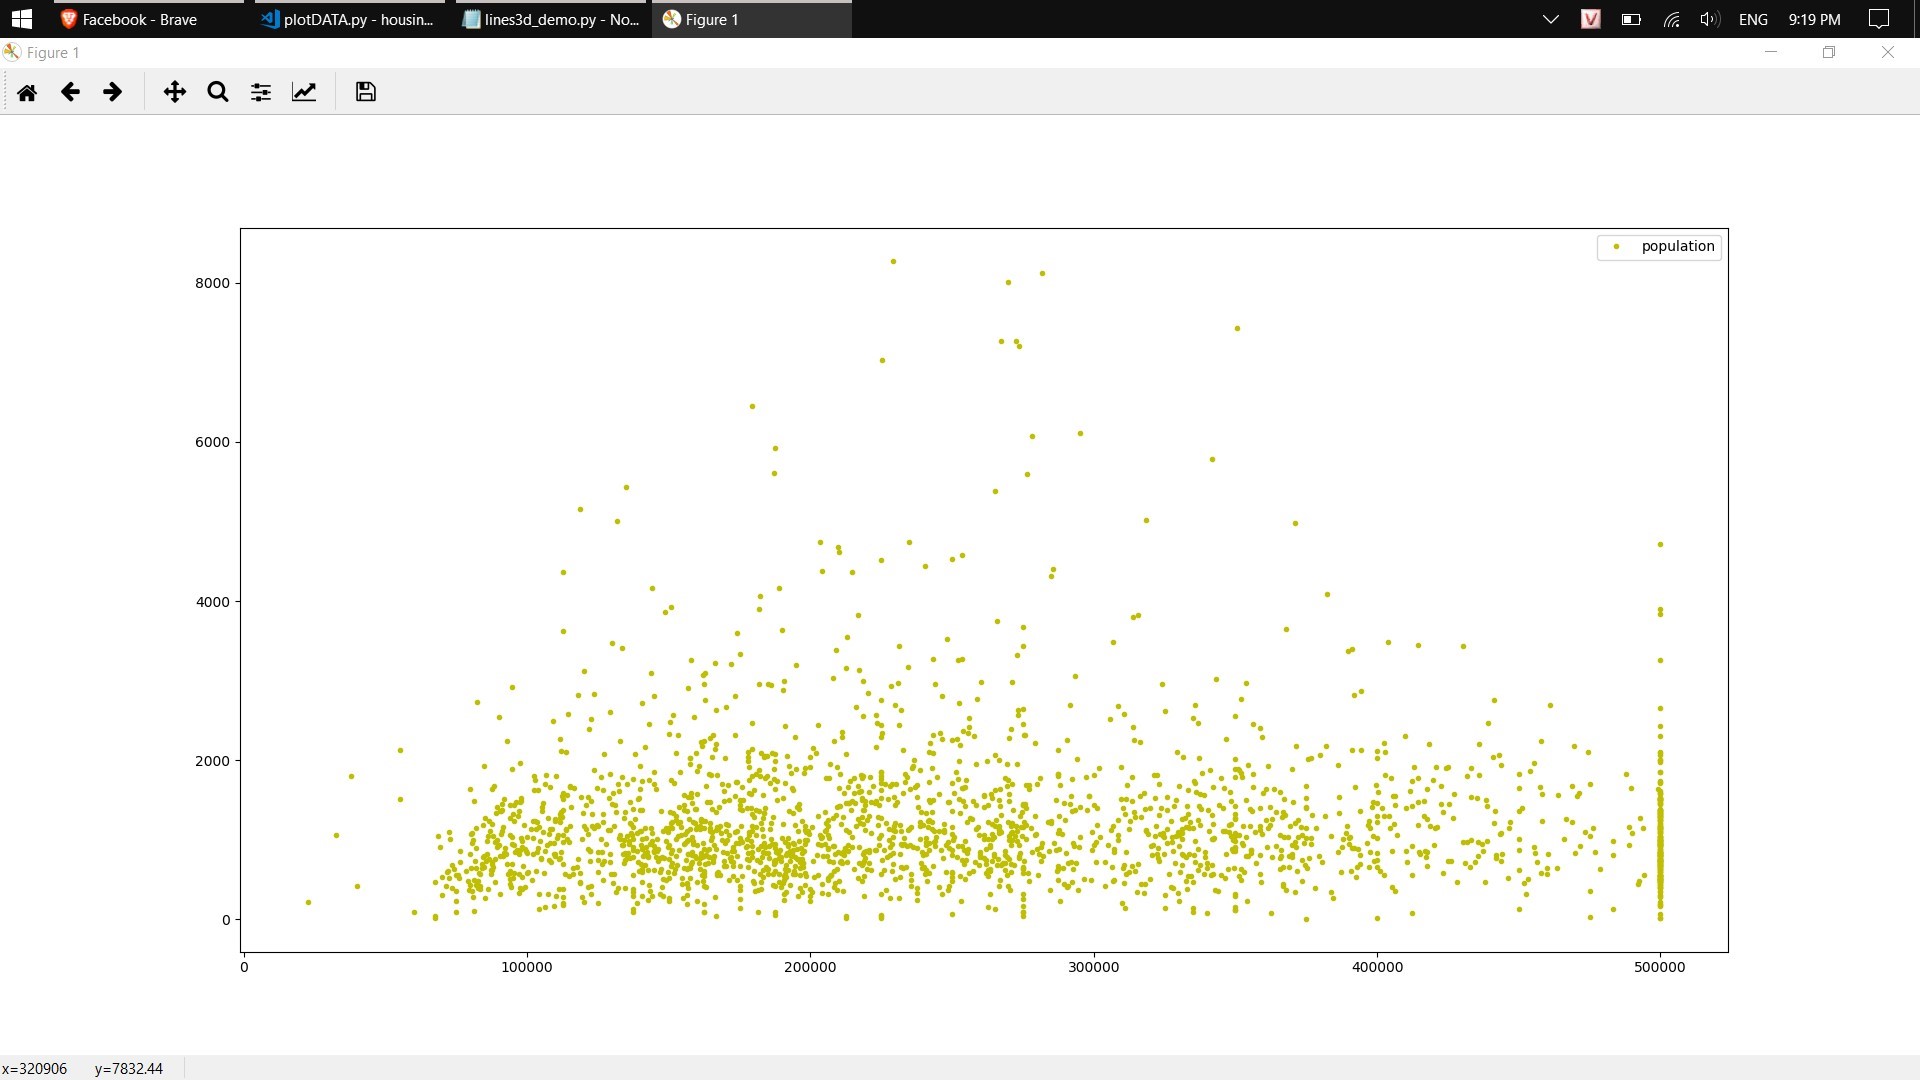 Facebook - Brave plotDATA.py - housin... lines3d_demo.py - No... Figure 1 V ENG 9:19 PM
Figure 1
population
8000
6000
4000
2000
0
0 100000 200000 300000 400000 500000
x=320906 y=7832.44